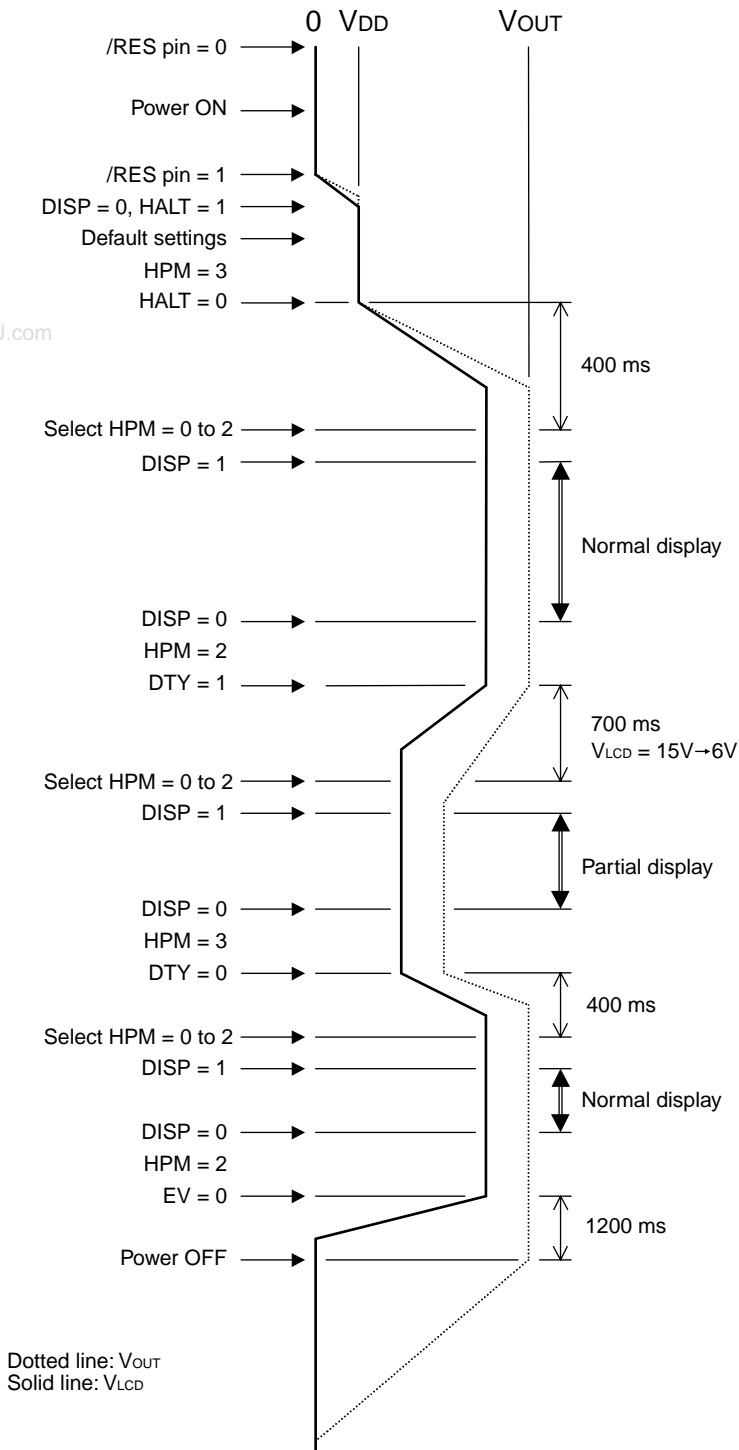 0 VDD VOUT
/RES pin = 0
Power ON
/RES pin = 1
DISP = 0, HALT = 1
Default settings
HPM = 3
HALT = 0
J.com
400 ms
Select HPM = 0 to 2
DISP = 1
Normal display
DISP = 0
HPM = 2
DTY = 1
700 ms
VLCD = 15V→6V
Select HPM = 0 to 2
DISP = 1
Partial display
DISP = 0
HPM = 3
DTY = 0
400 ms
Select HPM = 0 to 2
DISP = 1
Normal display
DISP = 0
HPM = 2
EV = 0
1200 ms
Power OFF
Dotted line: VOUT
Solid line: VLCD